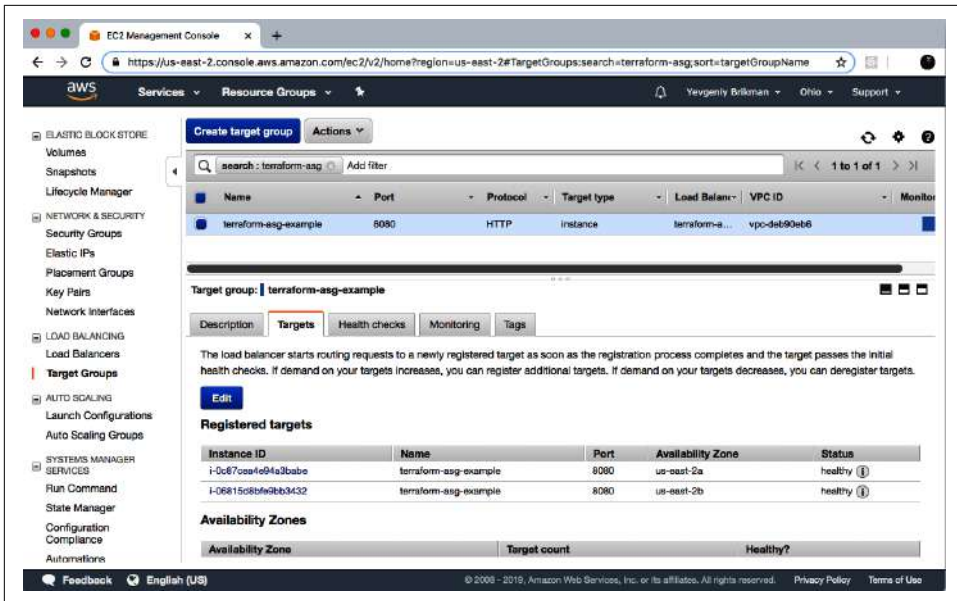 EC2 Management Console
https://us-east-2.console.aws.amazon.com/ec2/v2/home?region=us-east-2#TargetGroups:search=terraform-asg;sort=targetGroupName
aws Services Resource Groups Yevgeniy Brikman Ohio Support
ELASTIC BLOCK STORE
Volumes
Snapshots
Lifecycle Manager
NETWORK & SECURITY
Security Groups
Elastic IPs
Placement Groups
Key Pairs
Network Interfaces
LOAD BALANCING
Load Balancers
Target Groups
AUTO SCALING
Launch Configurations
Auto Scaling Groups
SYSTEMS MANAGER
SERVICES
Run Command
State Manager
Configuration
Compliance
Automations
Create target group Actions
search : terraform-asg Add filter 1 to 1 of 1
Name Port Protocol Target type Load Balanc VPC ID Monitor
terraform-asg-example 8080 HTTP instance terraform-a... vpc-deb90eb6
Target group: terraform-asg-example
Description Targets Health checks Monitoring Tags
The load balancer starts routing requests to a newly registered target as soon as the registration process completes and the target passes the initial
health checks. If demand on your targets increases, you can register additional targets. If demand on your targets decreases, you can deregister targets.
Edit
Registered targets
Instance ID Name Port Availability Zone Status
terraform-asg-example 8080 us-east-2a healthy
i-06815d8bfe9bb3432 terraform-asg-example 8080 us-east-2b healthy
Availability Zones
Availability Zone Target count Healthy?
Feedback English (US) © 2008 - 2019, Amazon Web Services, Inc. or its affiliates. All rights reserved. Privacy Policy Terms of Use